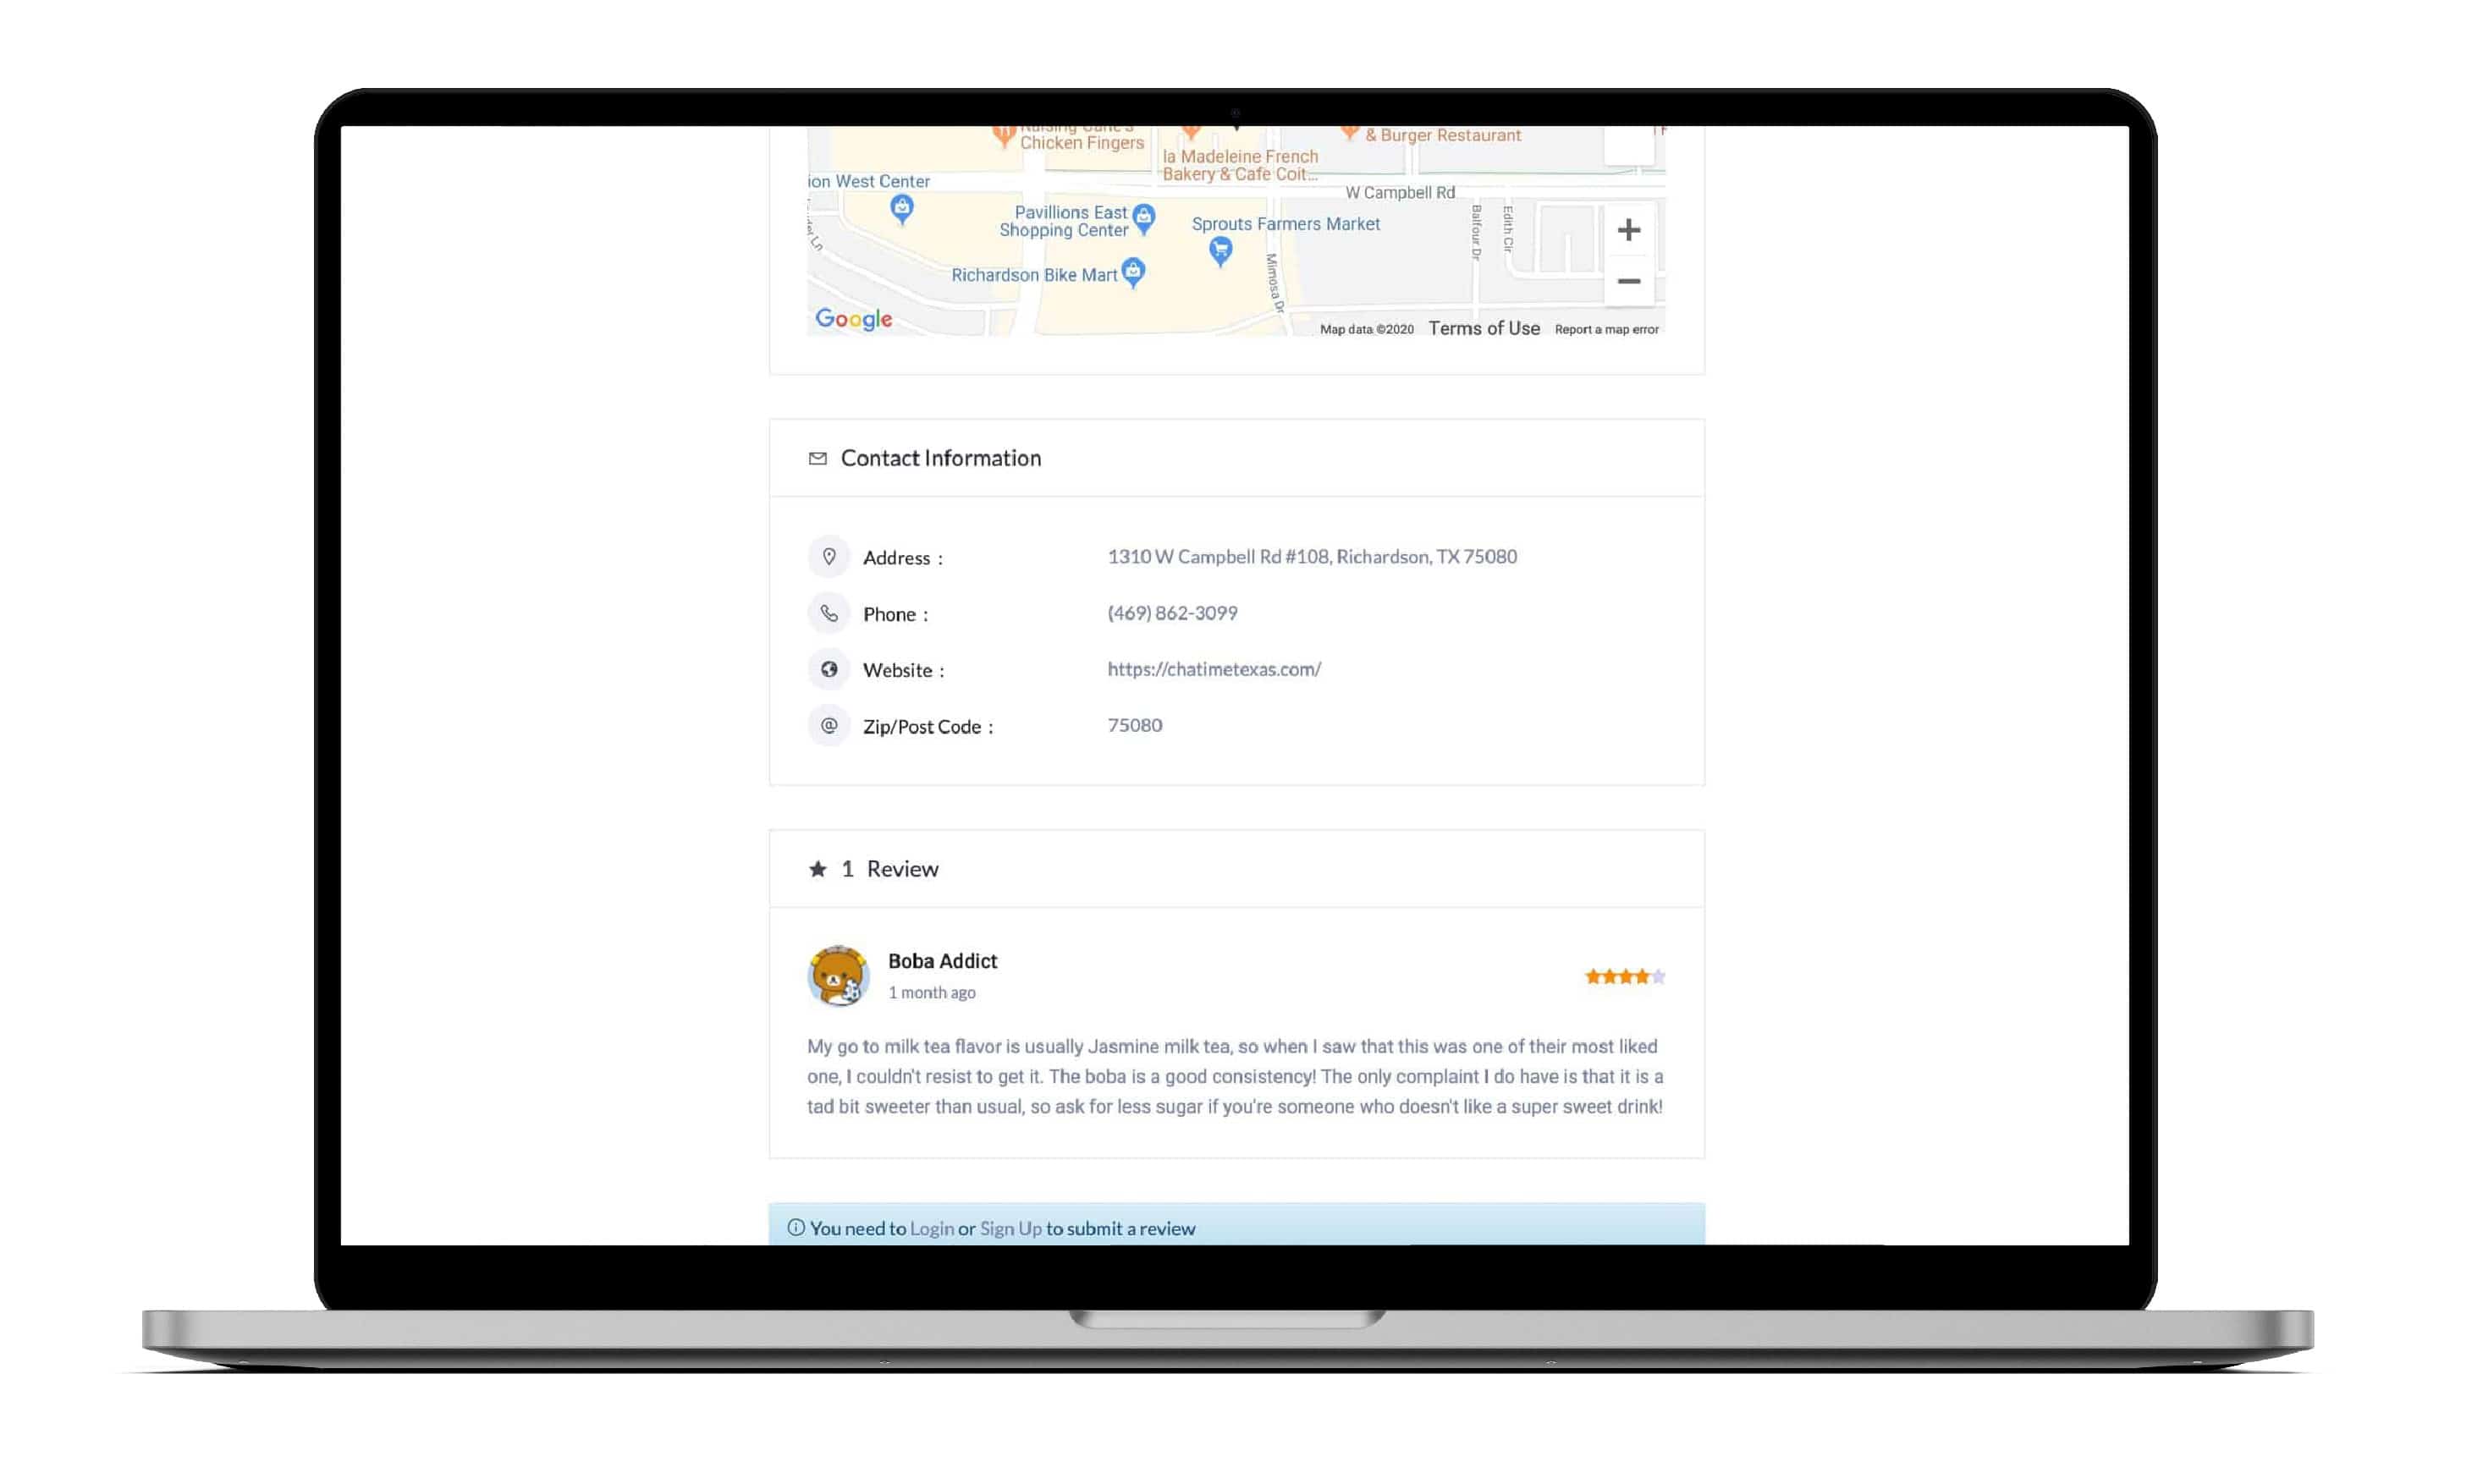 Raising Cane's
Chicken Fingers
& Burger Restaurant
la Madeleine French
Bakery & Cafe Coit...
ion West Center
W Campbell Rd
Pavillions East
Shopping Center
Sprouts Farmers Market
Balfour Dr
Edith Cir
+
Ln
Richardson Bike Mart
Mimosa Dr
−
Google
Map data ©2020 Terms of Use Report a map error
Contact Information
Address : 1310 W Campbell Rd #108, Richardson, TX 75080
Phone : (469) 862-3099
Website : https://chatimetexas.com/
@ Zip/Post Code : 75080
1 Review
Boba Addict
1 month ago
My go to milk tea flavor is usually Jasmine milk tea, so when I saw that this was one of their most liked
one, I couldn't resist to get it. The boba is a good consistency! The only complaint I do have is that it is a
tad bit sweeter than usual, so ask for less sugar if you're someone who doesn't like a super sweet drink!
You need to Login or Sign Up to submit a review